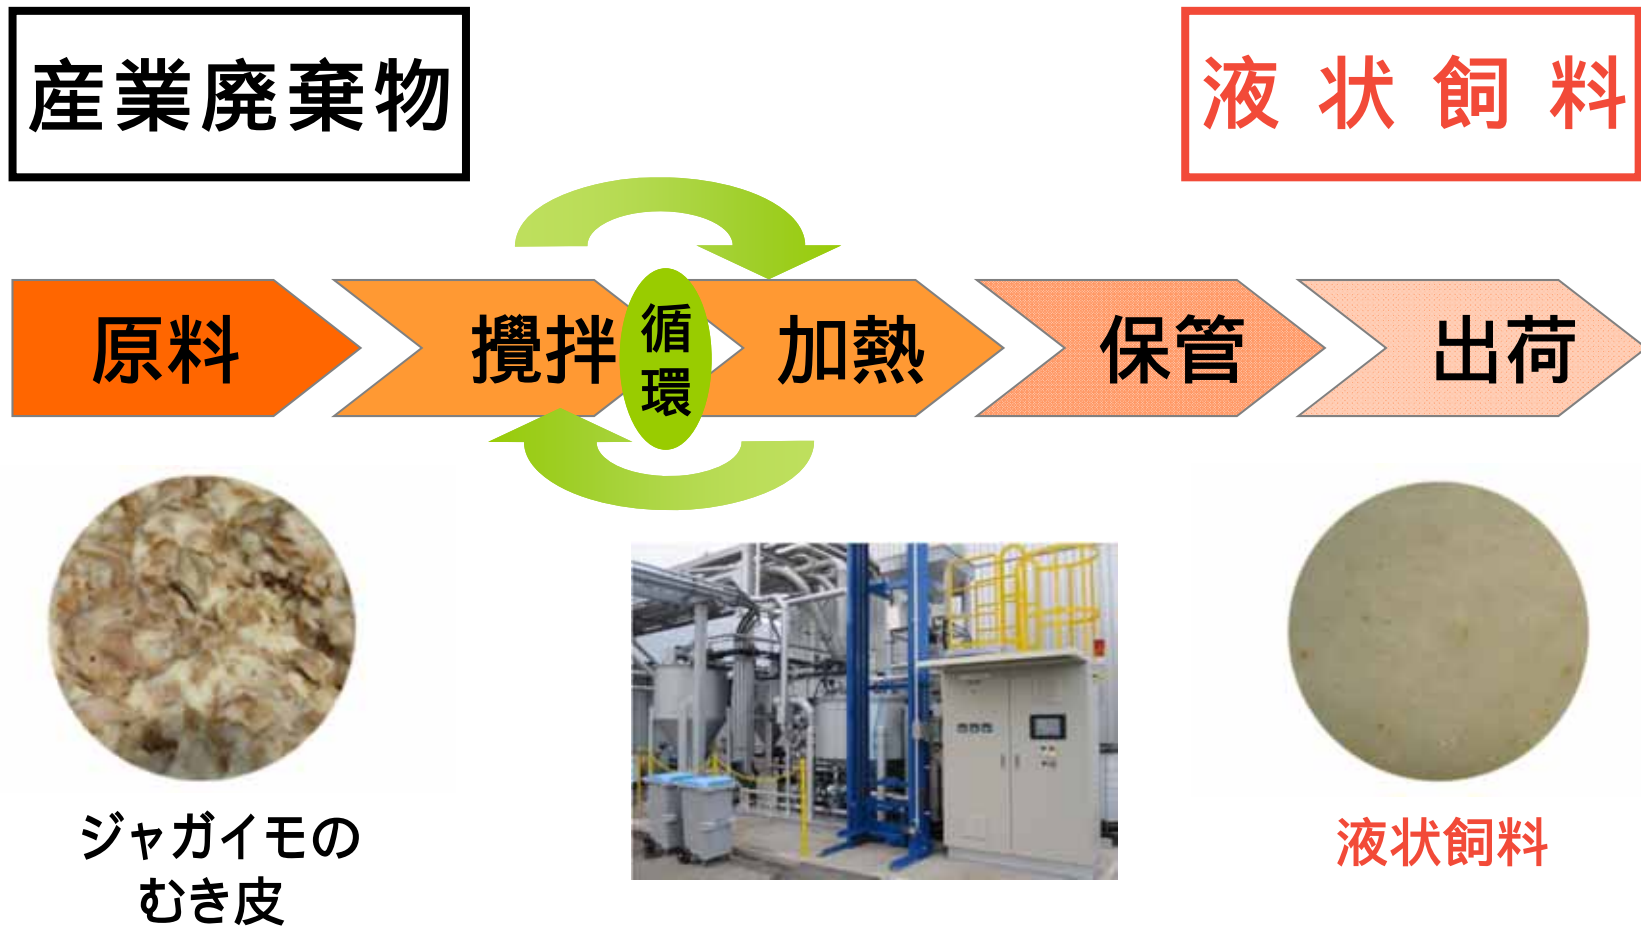 産業廃棄物
液状飼料
原料
攪拌
循
環
加熱
保管
出荷
ジャガイモの
むき皮
液状飼料